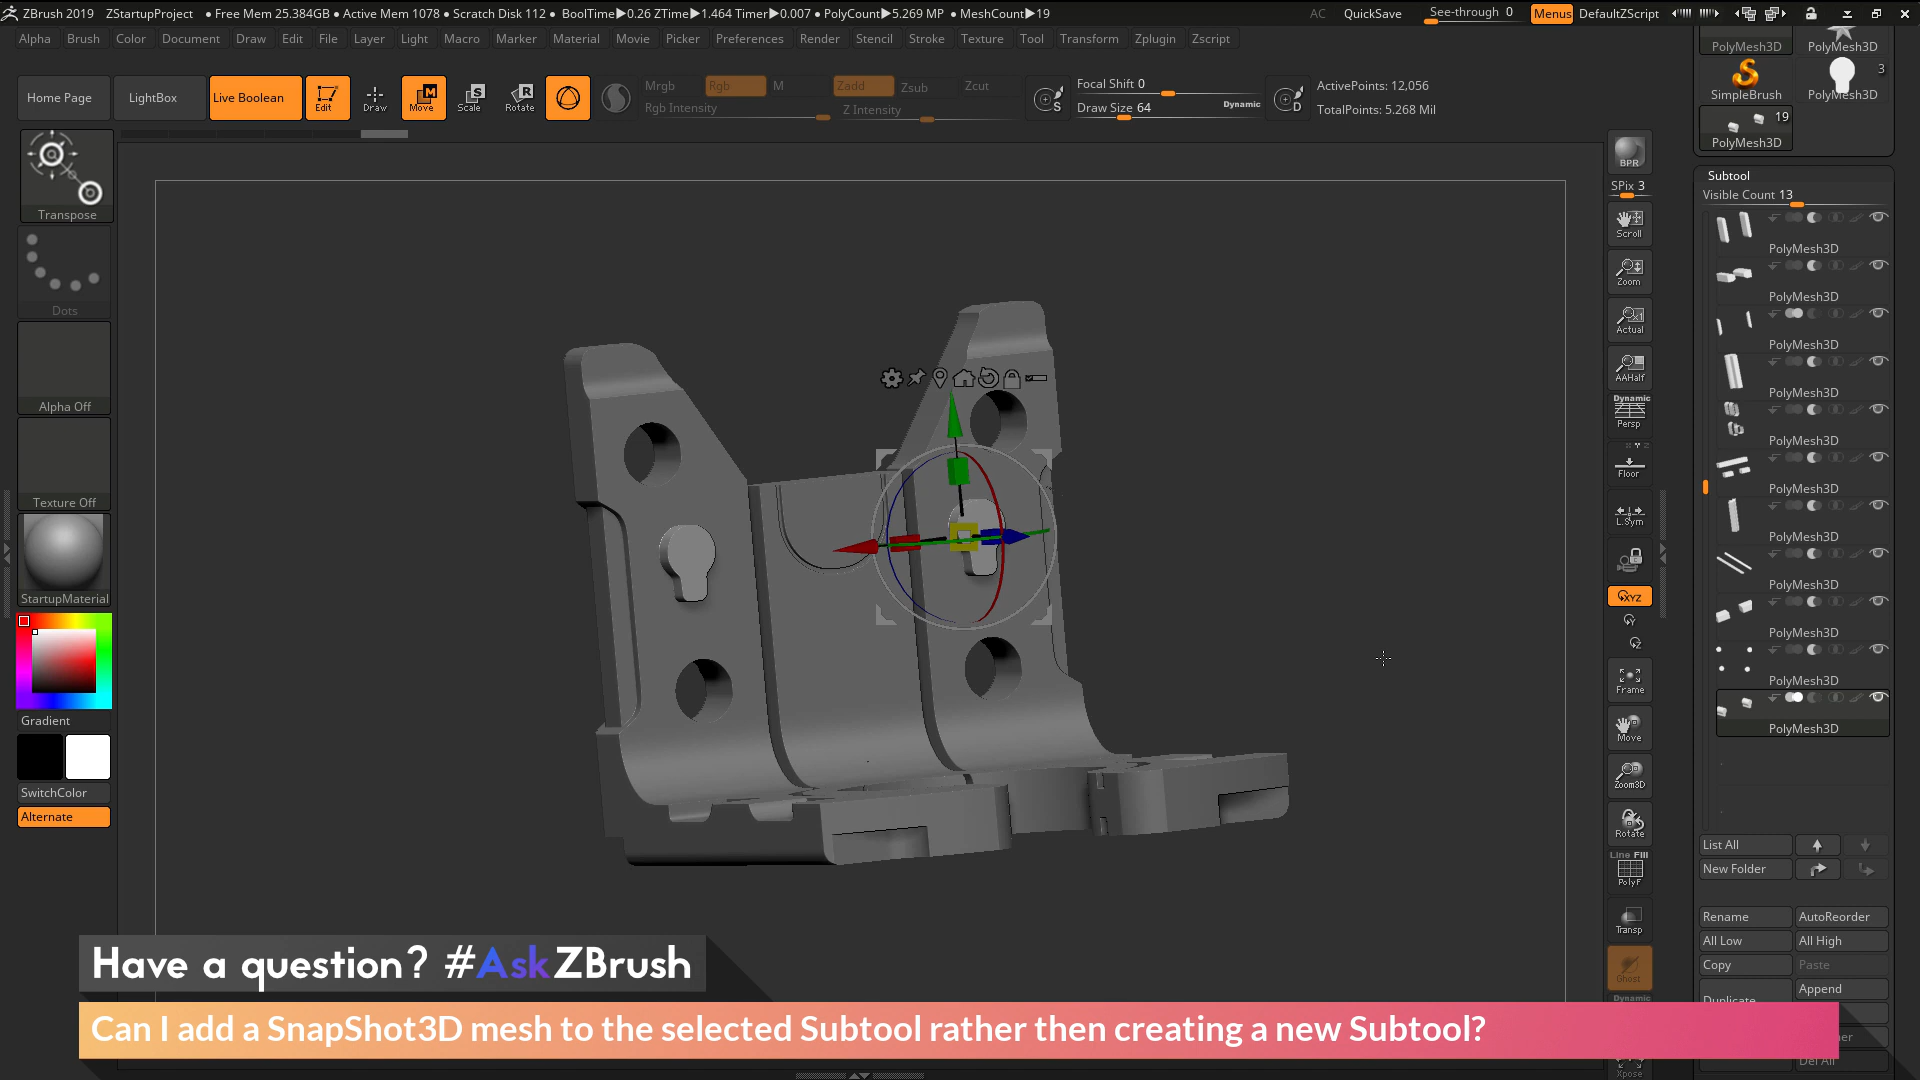 ZBrush 2019 ZStartupProject • Free Mem 25.384GB • Active Mem 1078 • Scratch Disk 112 • BoolTime▶0.26 ZTime▶1.464 Timer▶0.007 • PolyCount▶5.269 MP • MeshCount▶19 AC QuickSave See-through 0 Menus DefaultZScript
Alpha Brush Color Document Draw Edit File Layer Light Macro Marker Material Movie Picker Preferences Render Stencil Stroke Texture Tool Transform Zplugin Zscript
Home Page LightBox Live Boolean Edit Draw Move Scale Rotate
Mrgb Rgb M Zadd Zsub Zcut
Rgb Intensity Z Intensity
Focal Shift 0
Draw Size 64 Dynamic
ActivePoints: 12,056
TotalPoints: 5.268 Mil
Transpose
Dots
Alpha Off
Texture Off
StartupMaterial
Gradient
SwitchColor
Alternate
BPR
SPix 3
Scroll
Zoom
Actual
AAHalf
Dynamic
Persp
Floor
L.Sym
XYZ
Frame
Move
Zoom3D
Rotate
Line Fill
PolyF
Transp
Ghost
Dynamic
Xpose
PolyMesh3D PolyMesh3D
SimpleBrush 3 PolyMesh3D
19
PolyMesh3D
Subtool
Visible Count 13
PolyMesh3D
PolyMesh3D
PolyMesh3D
PolyMesh3D
PolyMesh3D
PolyMesh3D
PolyMesh3D
PolyMesh3D
PolyMesh3D
PolyMesh3D
PolyMesh3D
List All
New Folder
Rename AutoReorder
All Low All High
Copy Paste
Duplicate Append
Del All
Have a question? #AskZBrush
Can I add a SnapShot3D mesh to the selected Subtool rather then creating a new Subtool?